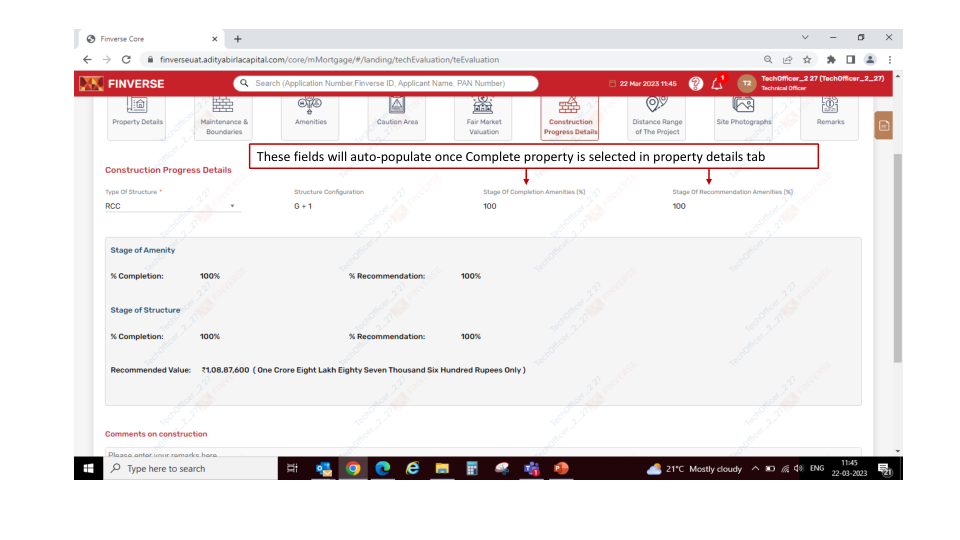 Finverse Core
finverseuat.adityabirlacapital.com/core/mMortgage/#/landing/techEvaluation/teEvaluation
FINVERSE
Search (Application Number,Finverse ID, Applicant Name, PAN Number)
22 Mar 2023 11:45
T2
TechOfficer_2 27 (TechOfficer_2_27)
Technical Officer
Property Details
Maintenance &
Boundaries
Amenities
Caution Area
Fair Market
Valuation
Construction
Progress Details
Distance Range
of The Project
Site Photographs
Remarks
These fields will auto-populate once Complete property is selected in property details tab
Construction Progress Details
Type Of Structure *
Structure Configuration
Stage Of Completion Amenities (%)
Stage Of Recommendation Amenities (%)
RCC
G + 1
100
100
Stage of Amenity
% Completion: 100% % Recommendation: 100%
Stage of Structure
% Completion: 100% % Recommendation: 100%
Recommended Value: ₹1,08,87,600 ( One Crore Eight Lakh Eighty Seven Thousand Six Hundred Rupees Only )
Comments on construction
Please enter your remarks here
Type here to search
21°C Mostly cloudy
ENG
11:45
22-03-2023